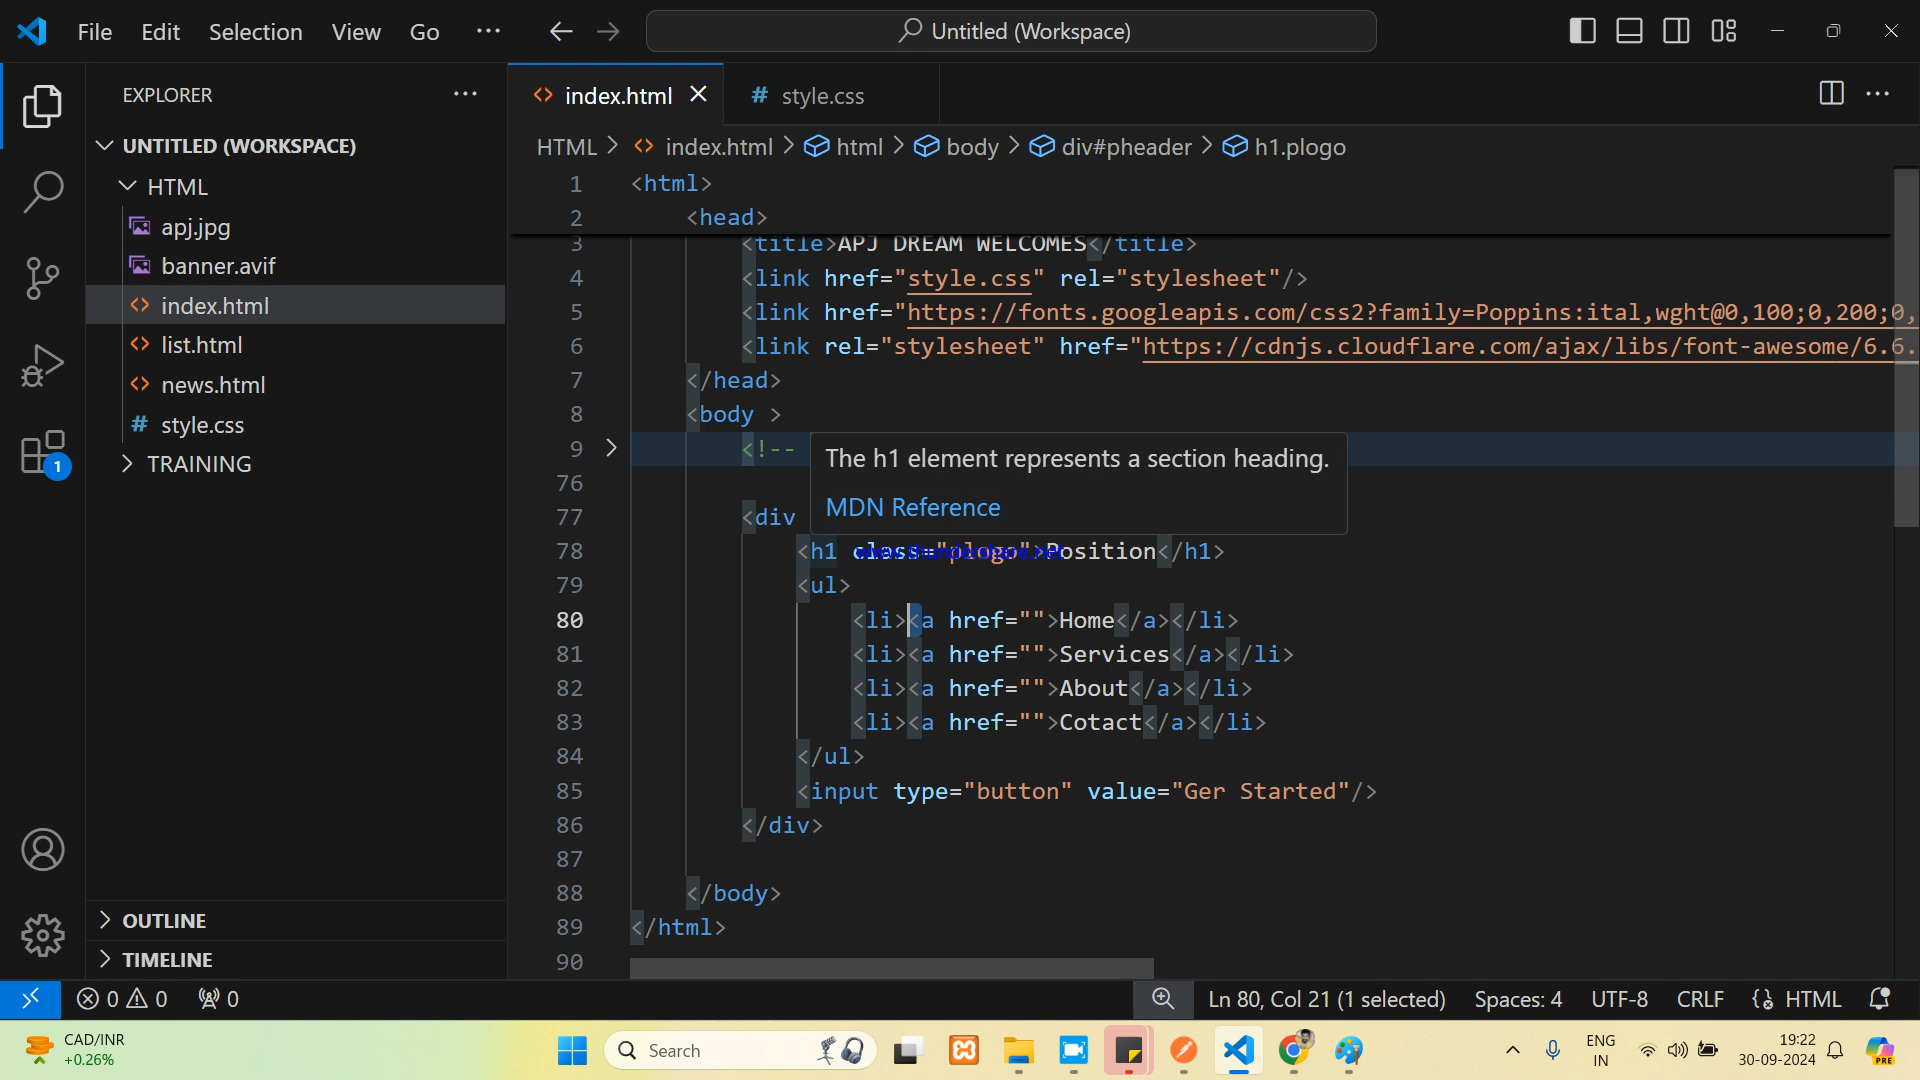 File Edit Selection View Go ··· Untitled (Workspace)
EXPLORER ···
UNTITLED (WORKSPACE)
HTML
apj.jpg
banner.avif
index.html
list.html
news.html
style.css
TRAINING
OUTLINE
TIMELINE
1
index.html
# style.css
HTML > index.html > html > body > div#pheader > h1.plogo
1 <html>
2 <head>
3 <title>APJ DREAM WELCOMES</title>
4 <link href="style.css" rel="stylesheet"/>
5 <link href="https://fonts.googleapis.com/css2?family=Poppins:ital,wght@0,100;0,200;0,
6 <link rel="stylesheet" href="https://cdnjs.cloudflare.com/ajax/libs/font-awesome/6.6.
7 </head>
8 <body >
9 <!--
The h1 element represents a section heading.
MDN Reference
76
77 <div
78 <h1 class="plogo">Position</h1>
www.thundershare.net
79 <ul>
80 <li><a href="">Home</a></li>
81 <li><a href="">Services</a></li>
82 <li><a href="">About</a></li>
83 <li><a href="">Cotact</a></li>
84 </ul>
85 <input type="button" value="Ger Started"/>
86 </div>
87
88 </body>
89 </html>
90
0 0 0 Ln 80, Col 21 (1 selected) Spaces: 4 UTF-8 CRLF HTML
CAD/INR
+0.26%
Search
ENG
IN
19:22
30-09-2024
PRE